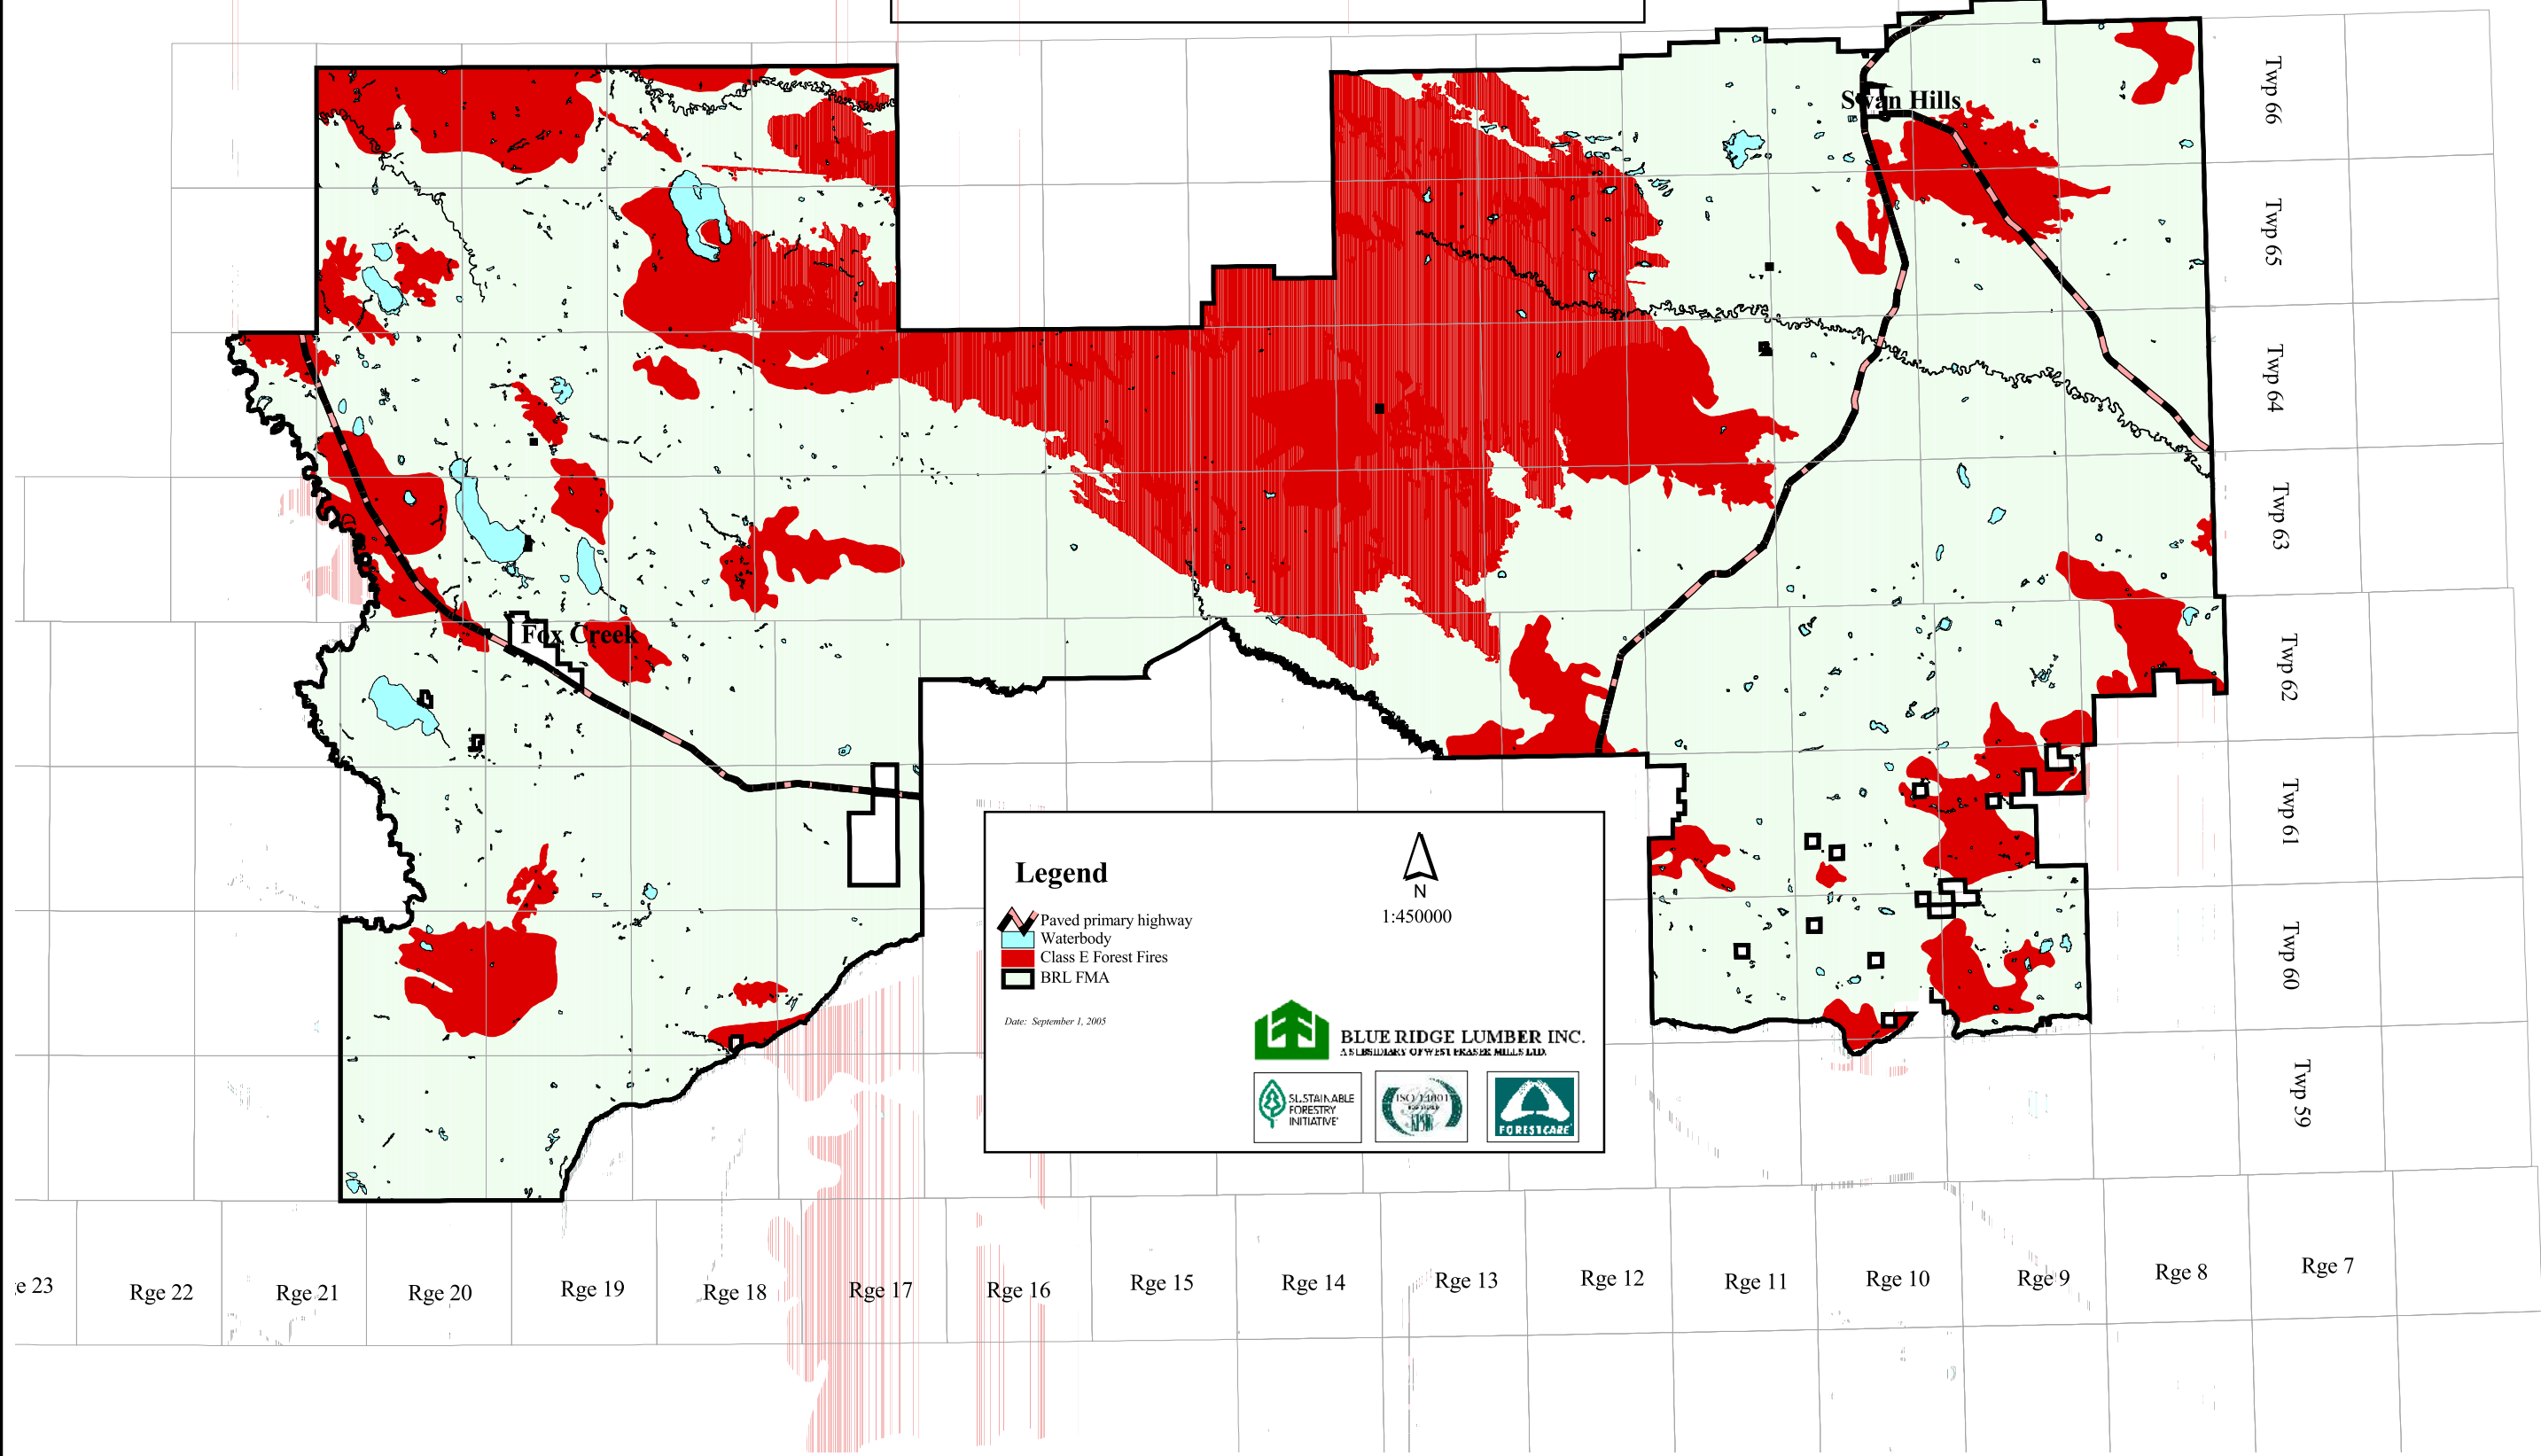 Twp 66
Swan Hills
Twp 65
Twp 64
Twp 63
Fox Creek
Twp 62
Twp 61
Legend
N
1:450000
Paved primary highway
Waterbody
Class E Forest Fires
BRL FMA
Date: September 1, 2005
BLUE RIDGE LUMBER INC.
A SUBSIDIARY OF WEST FRASER MILLS LTD.
SUSTAINABLE
FORESTRY
INITIATIVE
ISO 14001
FORESTCARE
Twp 60
Twp 59
e 23
Rge 22
Rge 21
Rge 20
Rge 19
Rge 18
Rge 17
Rge 16
Rge 15
Rge 14
Rge 13
Rge 12
Rge 11
Rge 10
Rge 9
Rge 8
Rge 7